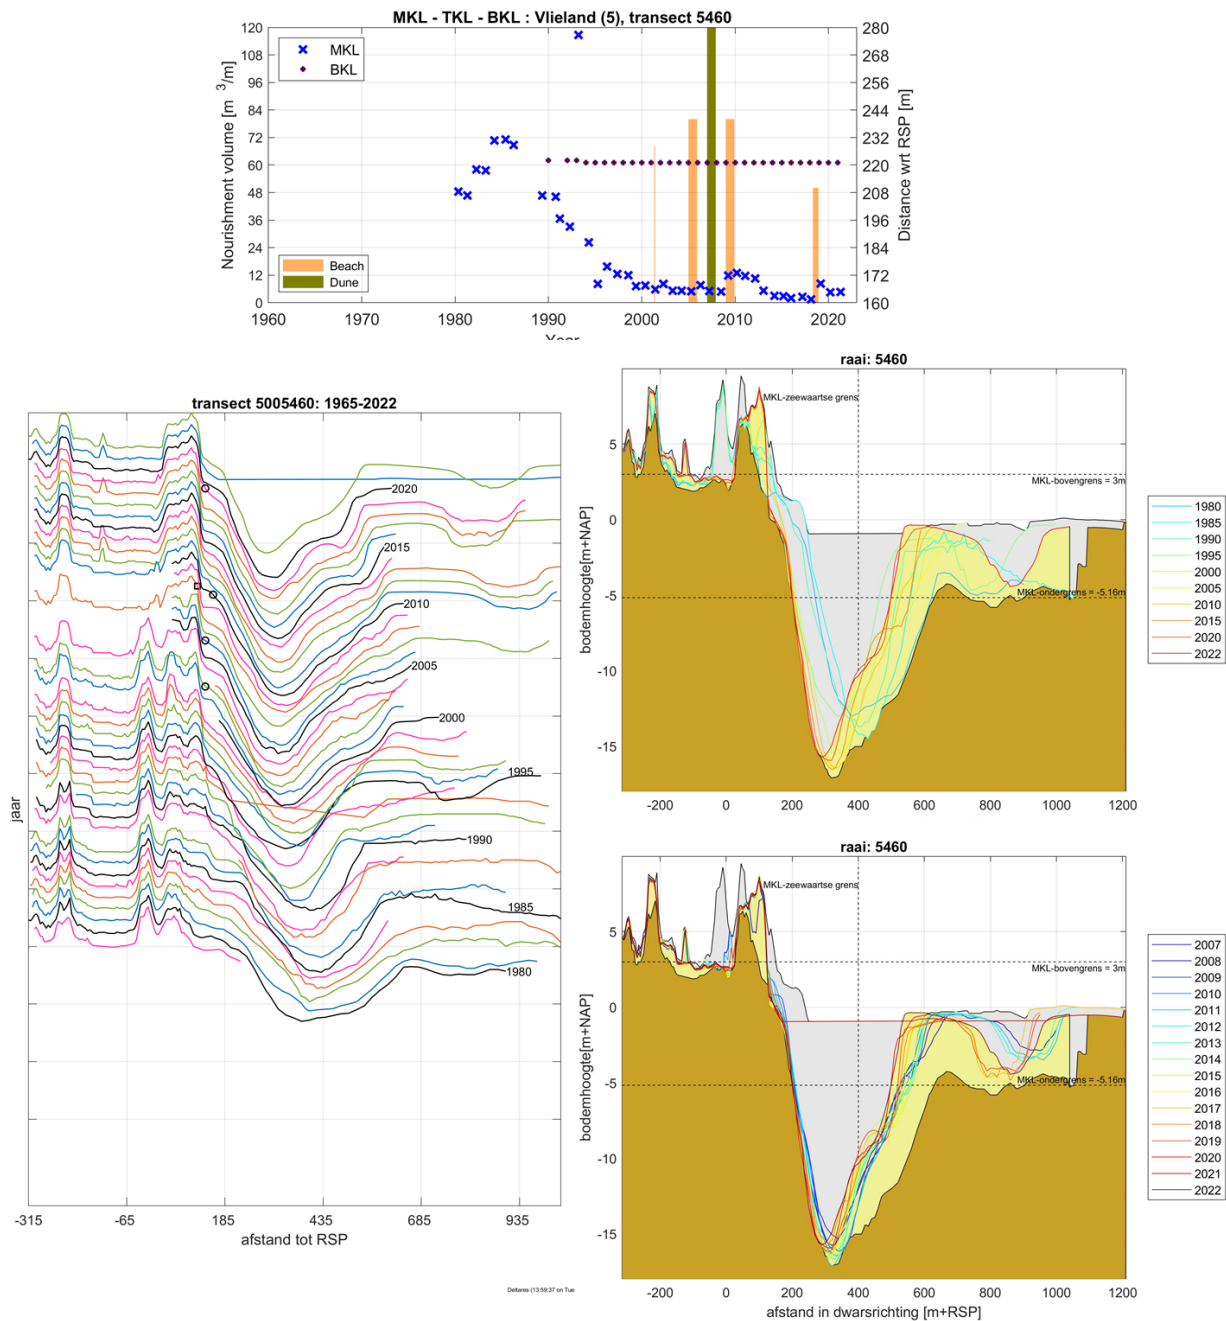 MKL - TKL - BKL : Vlieland (5), transect 5460
Nourishment volume [m³/m]
120
108
96
84
72
60
48
36
24
12
0
MKL
BKL
Beach
Dune
280
268
256
244
232
220
208
196
184
172
160
Distance wrt RSP [m]
1960 1970 1980 1990 2000 2010 2020
Year
transect 5005460: 1965-2022
jaar
2020
2015
2010
2005
2000
1995
1990
1985
1980
-315 -65 185 435 685 935
afstand tot RSP
Deltares (13:59:37 on Tue
raai: 5460
bodemhoogte[m+NAP]
5
0
-5
-10
-15
MKL-zeewaartse grens
MKL-bovengrens = 3m
MKL-ondergrens = -5.16m
-200 0 200 400 600 800 1000 1200
1980
1985
1990
1995
2000
2005
2010
2015
2020
2022
raai: 5460
bodemhoogte[m+NAP]
5
0
-5
-10
-15
MKL-zeewaartse grens
MKL-bovengrens = 3m
MKL-ondergrens = -5.16m
-200 0 200 400 600 800 1000 1200
afstand in dwarsrichting [m+RSP]
2007
2008
2009
2010
2011
2012
2013
2014
2015
2016
2017
2018
2019
2020
2021
2022